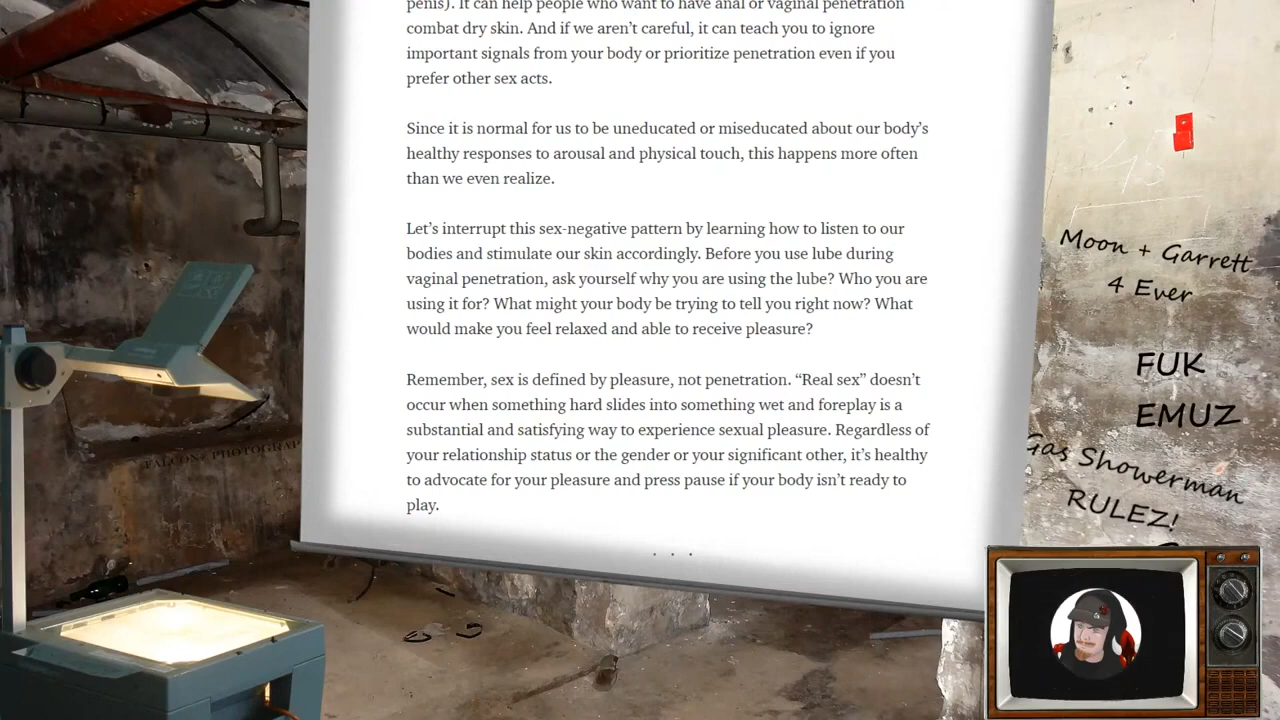 penis). It can help people who want to have anal or vaginal penetration
combat dry skin. And if we aren’t careful, it can teach you to ignore
important signals from your body or prioritize penetration even if you
prefer other sex acts.
Since it is normal for us to be uneducated or miseducated about our body’s
healthy responses to arousal and physical touch, this happens more often
than we even realize.
Let’s interrupt this sex-negative pattern by learning how to listen to our
bodies and stimulate our skin accordingly. Before you use lube during
vaginal penetration, ask yourself why you are using the lube? Who you are
using it for? What might your body be trying to tell you right now? What
would make you feel relaxed and able to receive pleasure?
Remember, sex is defined by pleasure, not penetration. “Real sex” doesn’t
occur when something hard slides into something wet and foreplay is a
substantial and satisfying way to experience sexual pleasure. Regardless of
your relationship status or the gender or your significant other, it’s healthy
to advocate for your pleasure and press pause if your body isn’t ready to
play.
. . .
Moon + Garrett
4 Ever
FUK
EMUZ
Gas Showerman
RULEZ!